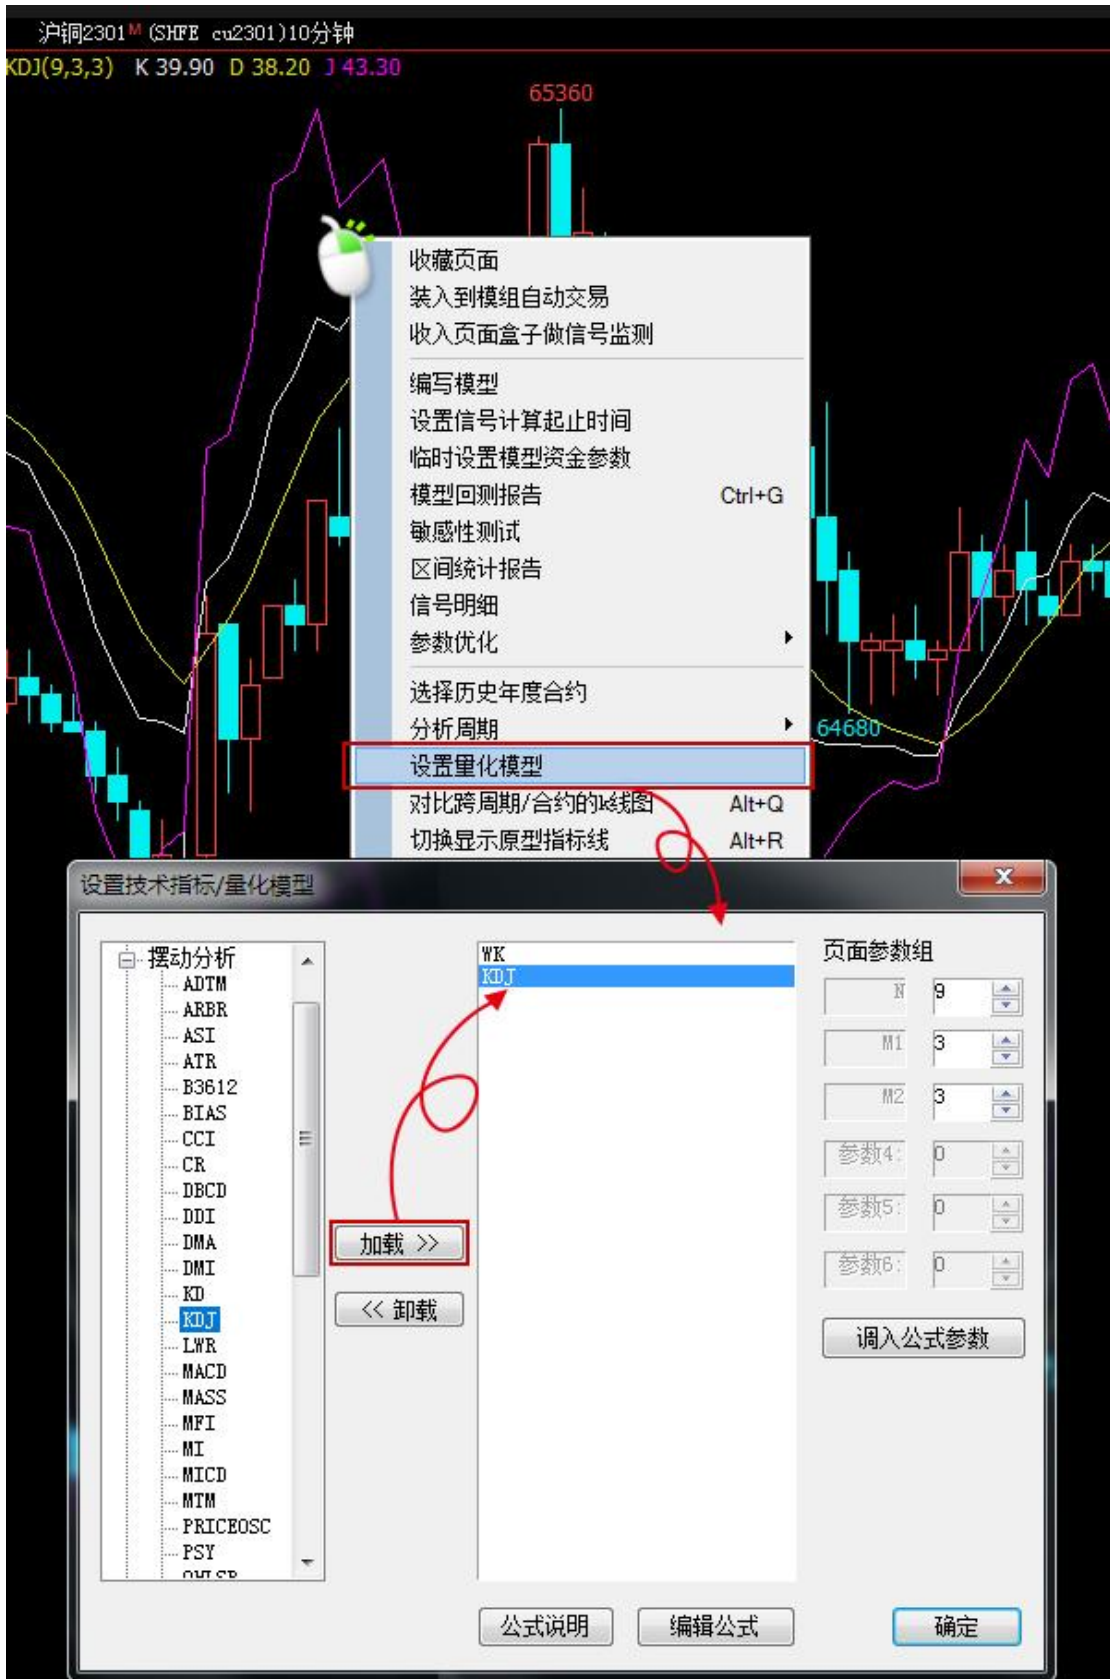 沪铜2301 M (SHFE cu2301)10分钟
KDJ(9,3,3) K 39.90 D 38.20 J 43.30
65360
收藏页面
装入到模组自动交易
收入页面盒子做信号监测
编写模型
设置信号计算起止时间
临时设置模型资金参数
模型回测报告 Ctrl+G
敏感性测试
区间统计报告
信号明细
参数优化
选择历史年度合约
分析周期
64680
设置量化模型
对比跨周期/合约的k线图 Alt+Q
切换显示原型指标线 Alt+R
设置技术指标/量化模型
摆动分析
ADTM
ARBR
ASI
ATR
B3612
BIAS
CCI
CR
DBCD
DDI
DMA
DMI
KD
KDJ
LWR
MACD
MASS
MFI
MI
MICD
MTM
PRICEOSC
PSY
加载 >>
<< 卸载
WK
KDJ
页面参数组
N 9
M1 3
M2 3
参数4: 0
参数5: 0
参数6: 0
调入公式参数
公式说明
编辑公式
确定